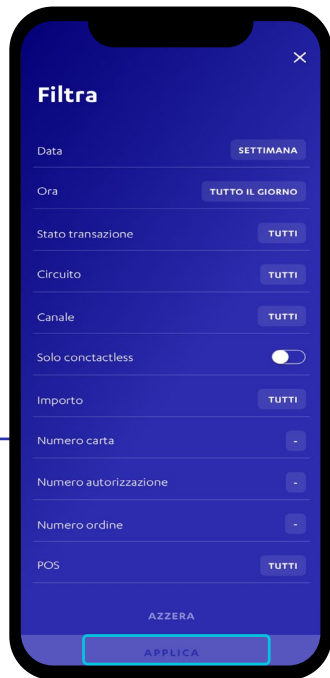 Filtra
Data SETTIMANA
Ora TUTTO IL GIORNO
Stato transazione TUTTI
Circuito TUTTI
Canale TUTTI
Solo conctactless
Importo TUTTI
Numero carta -
Numero autorizzazione -
Numero ordine -
POS TUTTI
AZZERA
APPLICA